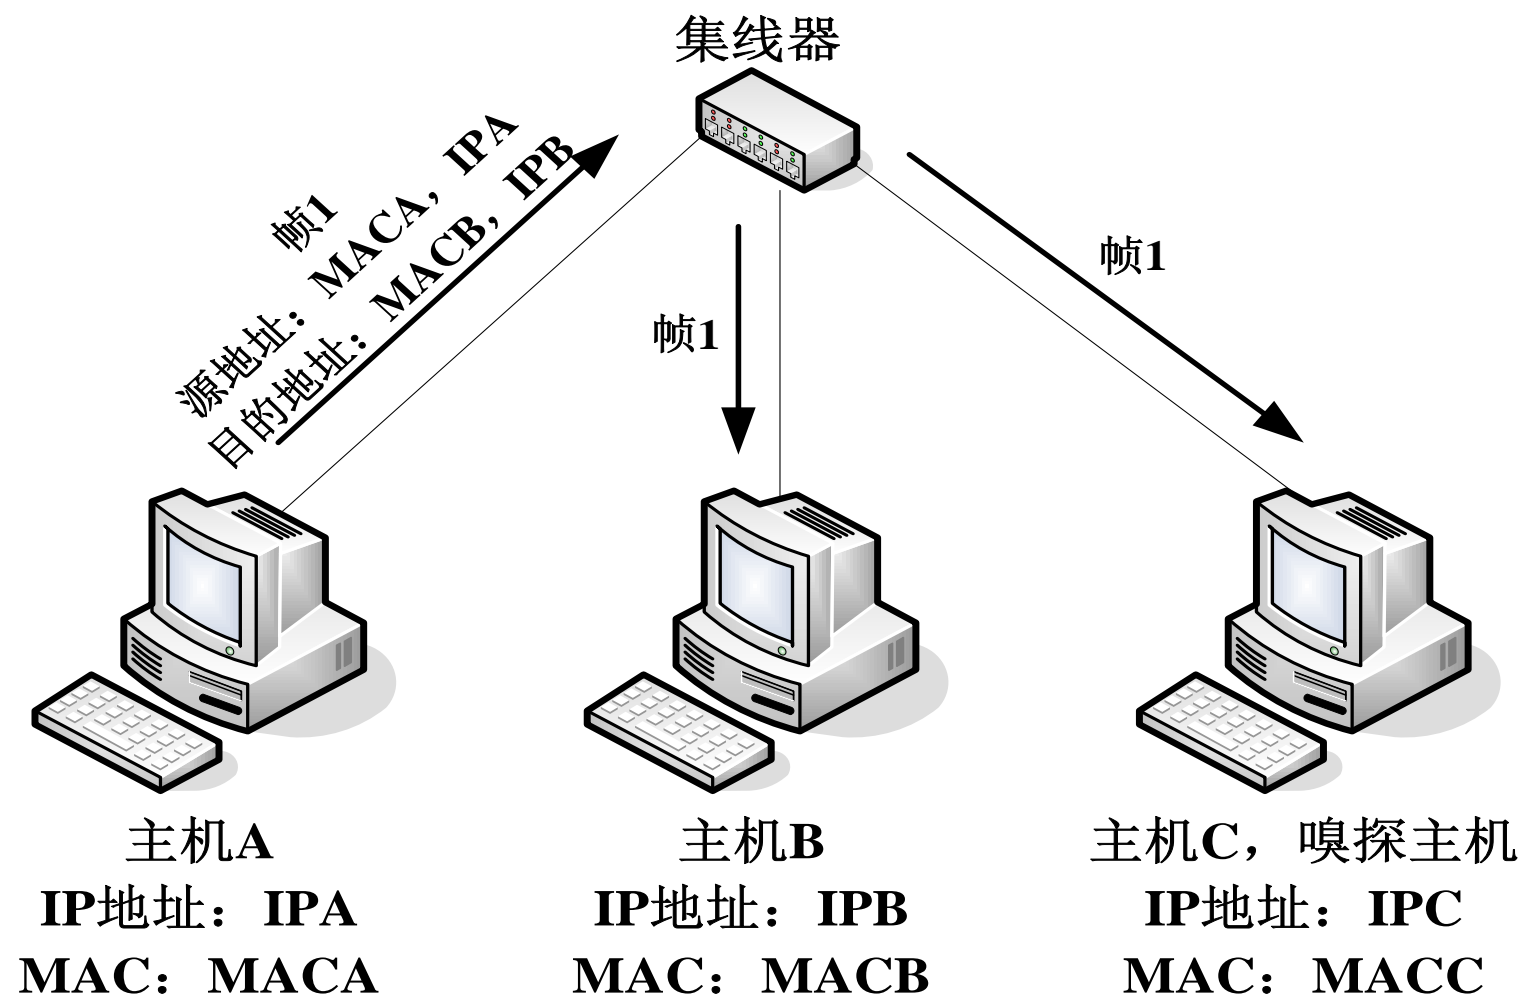 集线器
帧1
源地址：MACA，IPA
目的地址：MACB，IPB
帧1
帧1
主机A
IP地址：IPA
MAC：MACA
主机B
IP地址：IPB
MAC：MACB
主机C，嗅探主机
IP地址：IPC
MAC：MACC